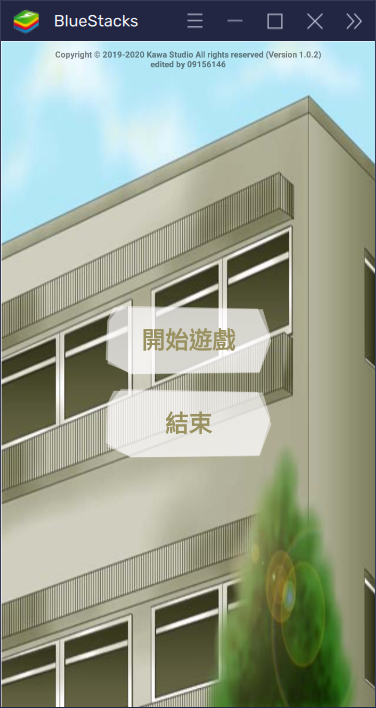 BlueStacks
Copyright © 2019-2020 Kawa Studio All rights reserved (Version 1.0.2)
edited by 09156146
開始遊戲
結束